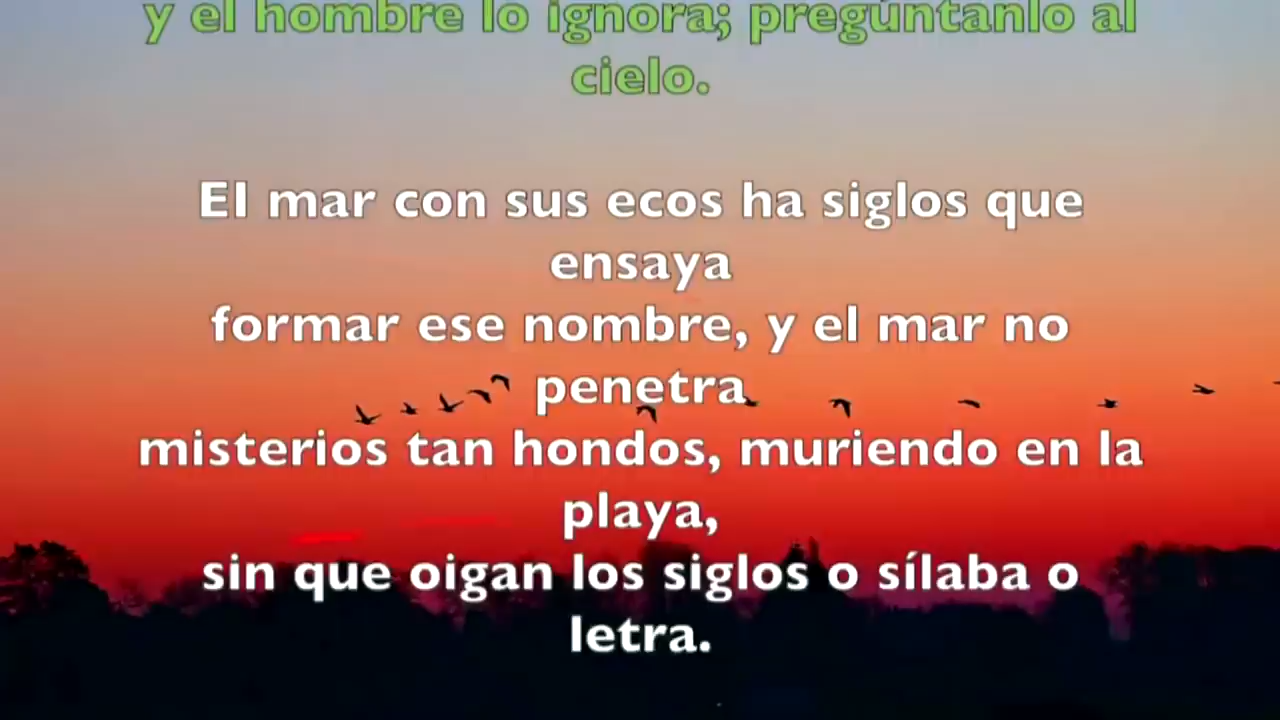 y el hombre lo ignora; pregúntanlo al
cielo.
El mar con sus ecos ha siglos que
ensaya
formar ese nombre, y el mar no
penetra
misterios tan hondos, muriendo en la
playa,
sin que oigan los siglos o sílaba o
letra.